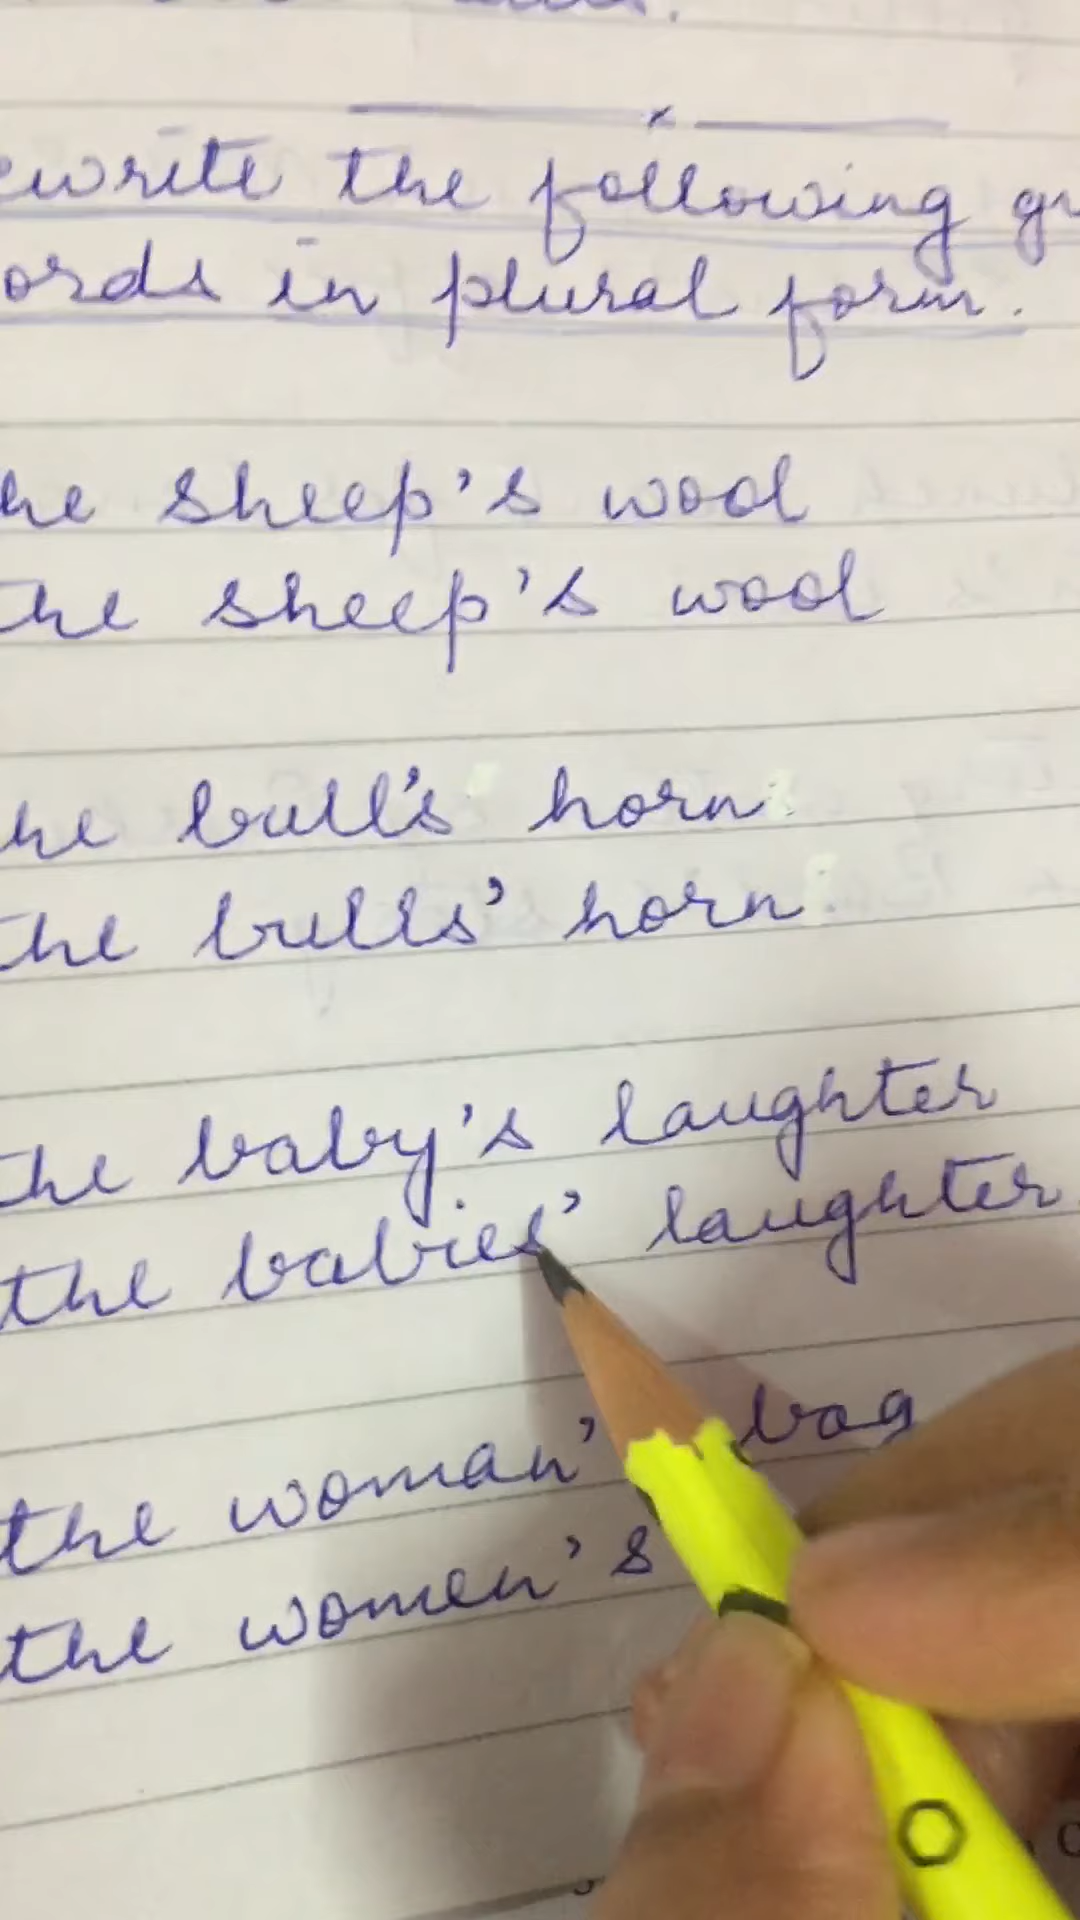 ewrite the following gr
ords in plural form.
he sheep's wool
the sheep's wool
he bull's horn
the bulls' horn
the baby's laughter
the babies' laughter
the woman' bag
the women's